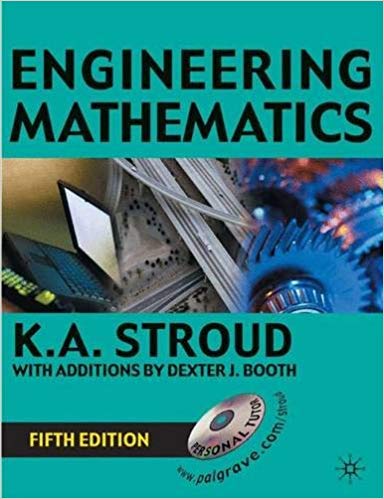 ENGINEERING
MATHEMATICS
K.A. STROUD
WITH ADDITIONS BY DEXTER J. BOOTH
FIFTH EDITION
PERSONAL TUTOR
www.palgrave.com/stroud